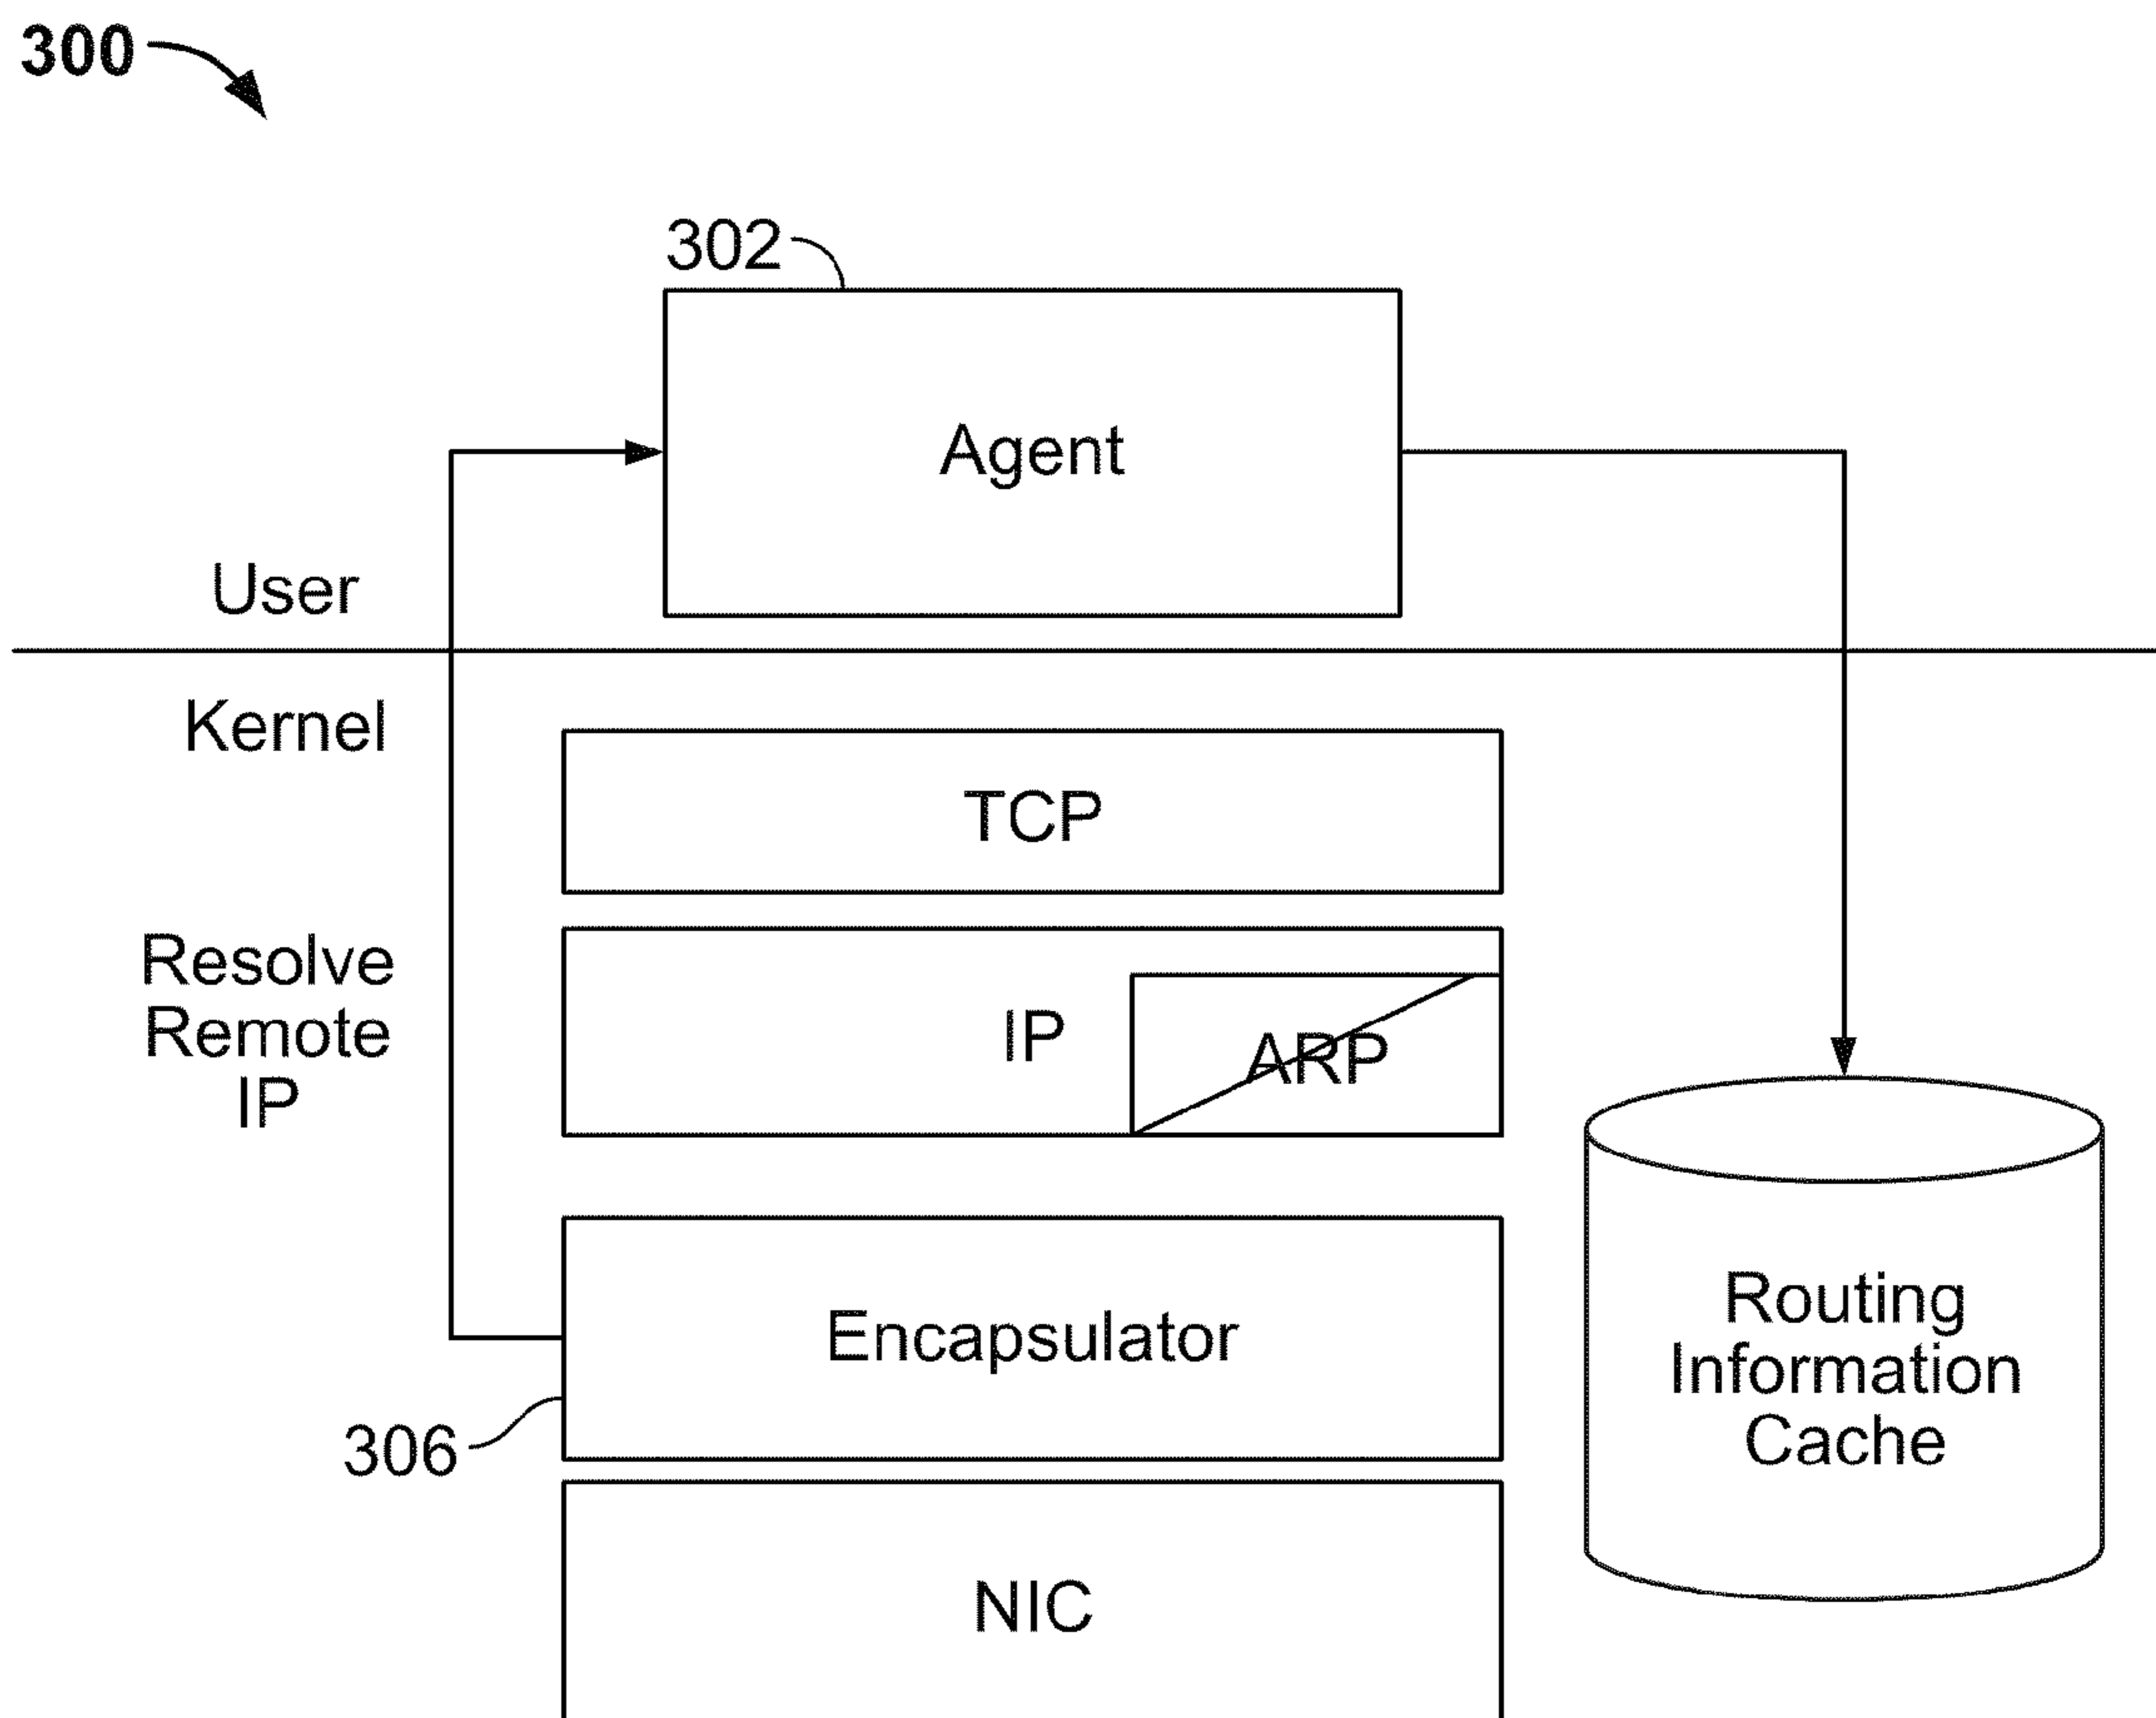 300
302
Agent
User
Kernel
TCP
Resolve
Remote
IP
IP
ARP
Encapsulator
306
Routing
Information
Cache
NIC